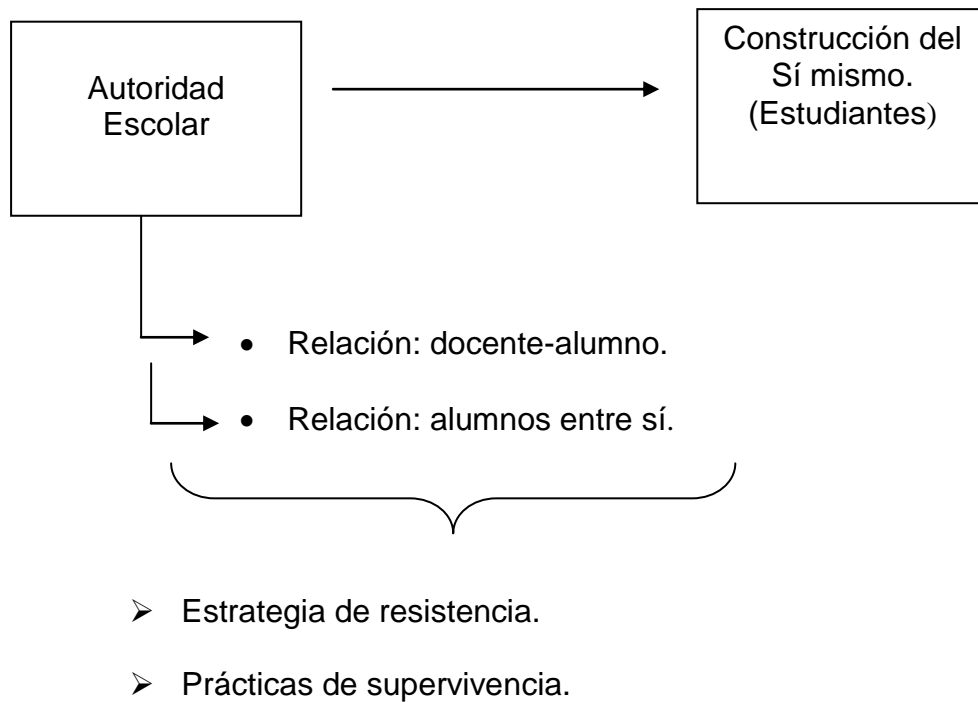 Autoridad
Escolar
Construcción del
Sí mismo.
(Estudiantes)
• Relación: docente-alumno.
• Relación: alumnos entre sí.
➢ Estrategia de resistencia.
➢ Prácticas de supervivencia.